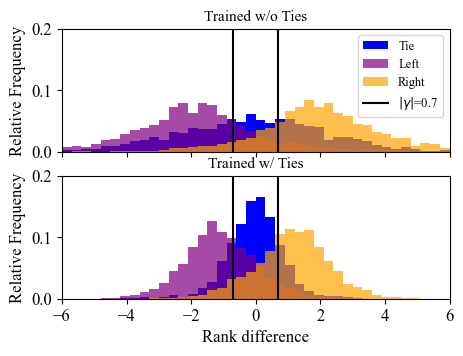 Trained w/o Ties
Relative Frequency
0.2
0.1
0.0
Tie
Left
Right
|γ|=0.7
Trained w/ Ties
Relative Frequency
0.2
0.1
0.0
−6 −4 −2 0 2 4 6
Rank difference